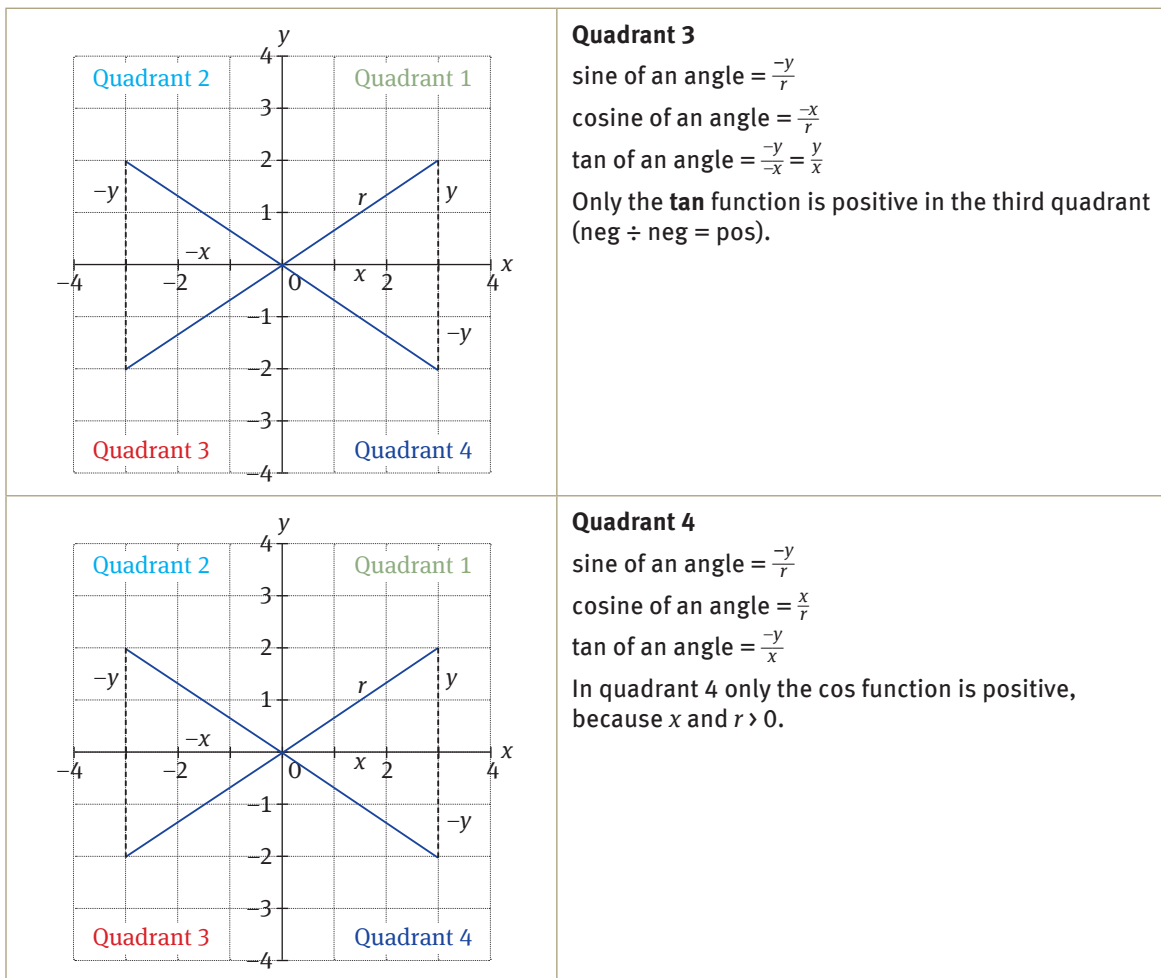 y
4
Quadrant 2 Quadrant 1
3
2
−y r y
1
−x
−4 −2 0 x 2 4 x
−1
−y
−2
−3
Quadrant 3 Quadrant 4
−4
Quadrant 3
sine of an angle = −y/r
cosine of an angle = −x/r
tan of an angle = −y/−x = y/x
Only the tan function is positive in the third quadrant
(neg ÷ neg = pos).
y
4
Quadrant 2 Quadrant 1
3
2
−y r y
1
−x
−4 −2 0 x 2 4 x
−1
−y
−2
−3
Quadrant 3 Quadrant 4
−4
Quadrant 4
sine of an angle = −y/r
cosine of an angle = x/r
tan of an angle = −y/x
In quadrant 4 only the cos function is positive,
because x and r > 0.